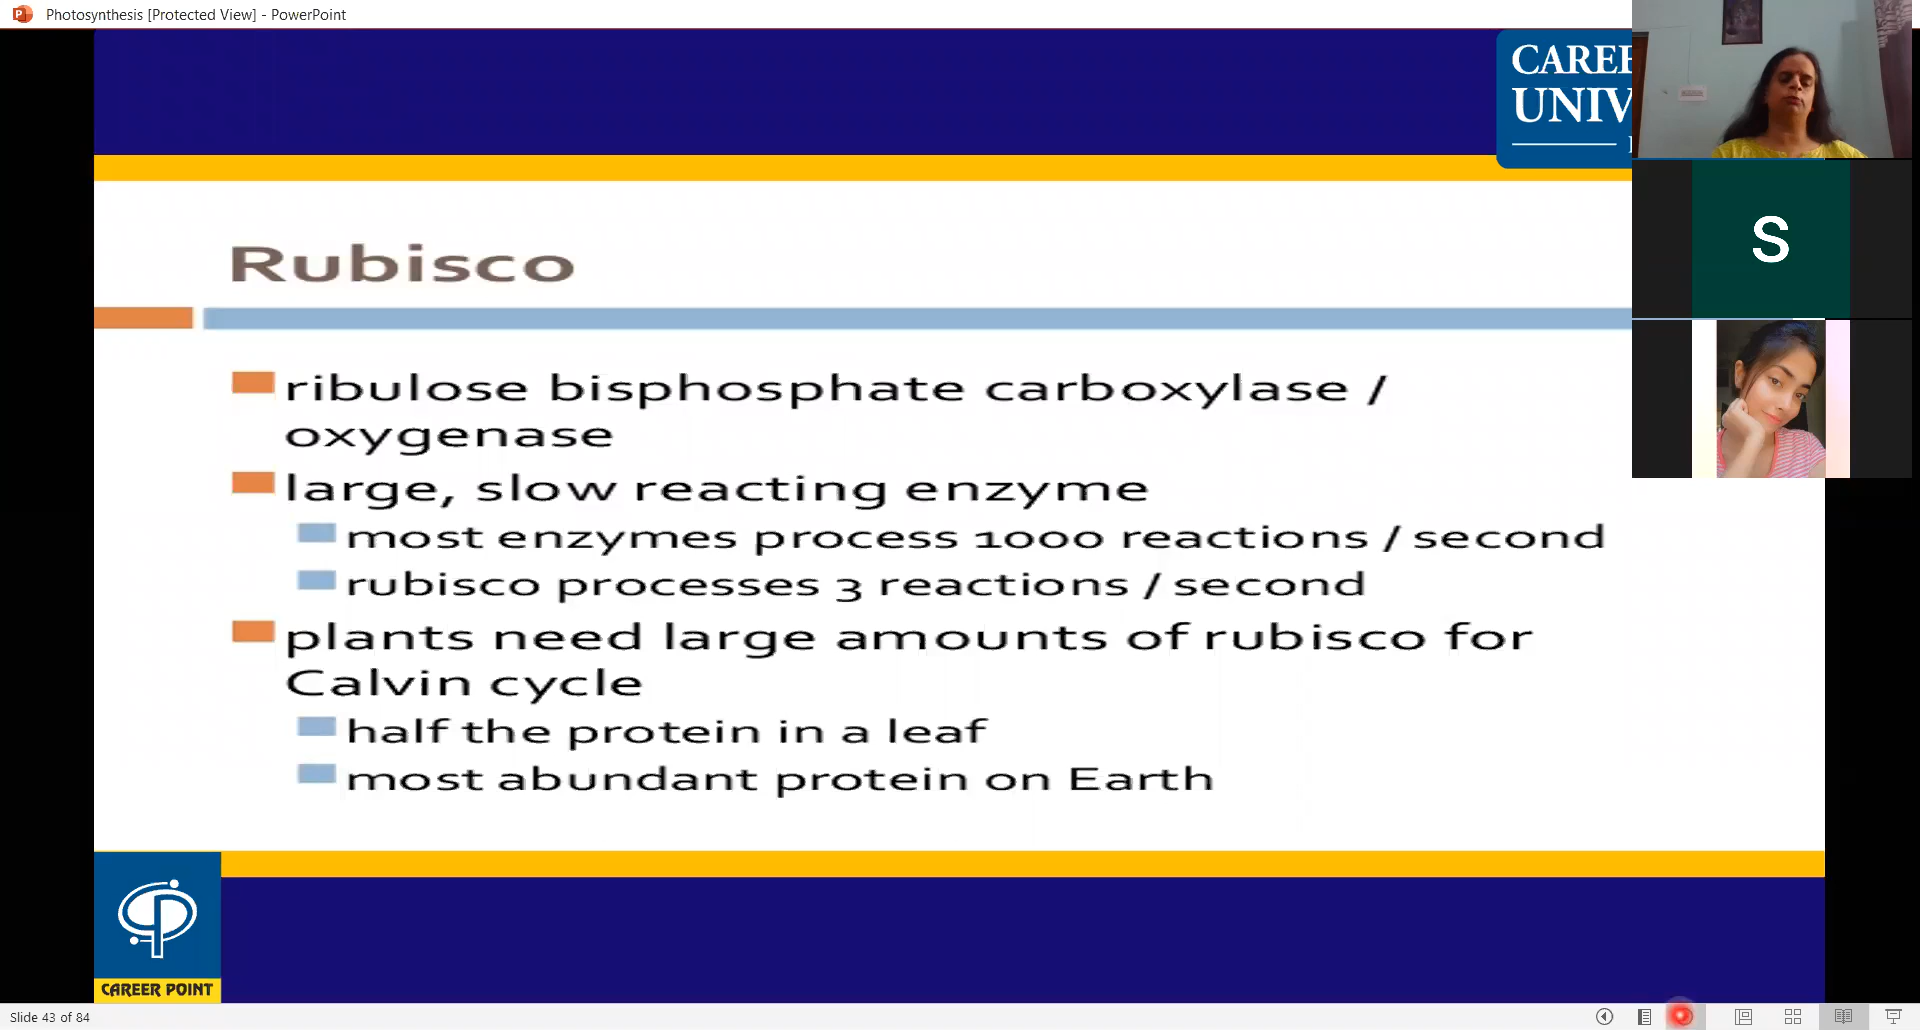 Photosynthesis [Protected View] - PowerPoint
CAREE
UNIV
S
Rubisco
ribulose bisphosphate carboxylase /
oxygenase
large, slow reacting enzyme
most enzymes process 1000 reactions / second
rubisco processes 3 reactions / second
plants need large amounts of rubisco for
Calvin cycle
half the protein in a leaf
most abundant protein on Earth
CAREER POINT
Slide 43 of 84